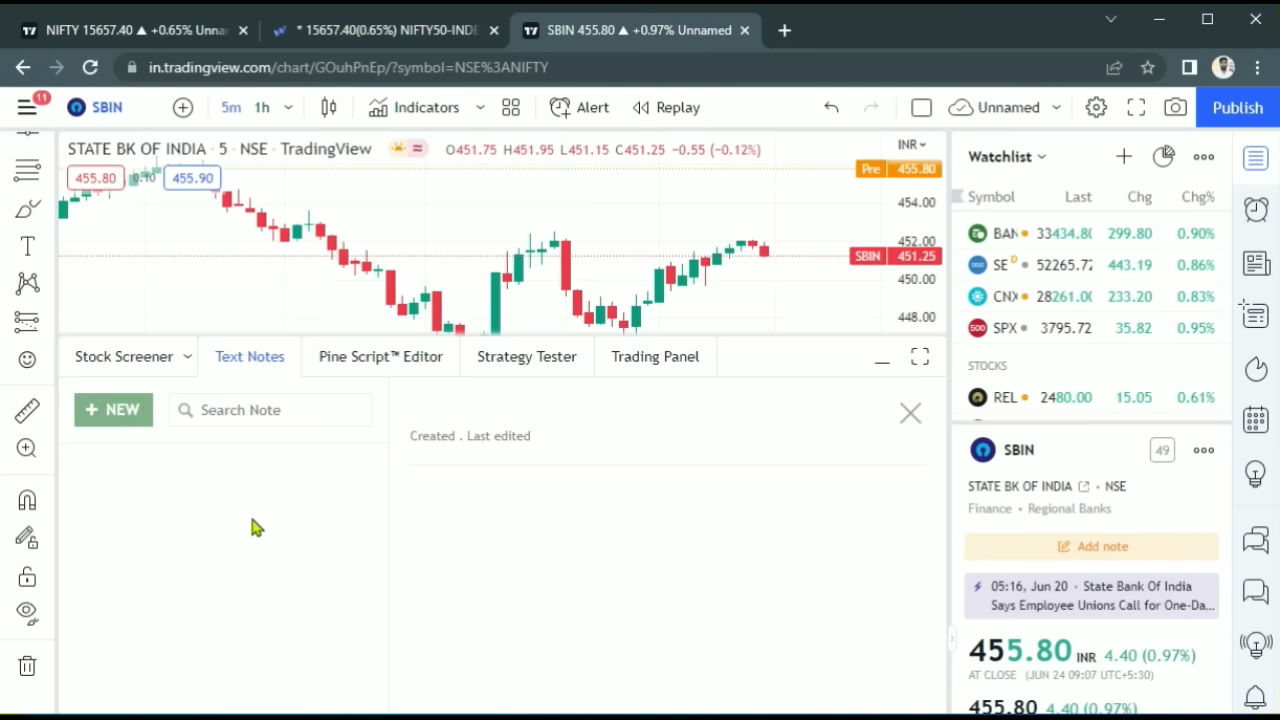 NIFTY 15657.40 ▲ +0.65% Unna
* 15657.40(0.65%) NIFTY50-INDE
SBIN 455.80 ▲ +0.97% Unnamed
in.tradingview.com/chart/GOuhPnEp/?symbol=NSE%3ANIFTY
11
SBIN
5m 1h
Indicators
Alert
Replay
Unnamed
Publish
STATE BK OF INDIA · 5 · NSE · TradingView
O451.75 H451.95 L451.15 C451.25 -0.55 (-0.12%)
INR
455.80 0.10 455.90
Pre 455.80
454.00
452.00
SBIN 451.25
450.00
448.00
Watchlist
Symbol Last Chg Chg%
BAN 33434.80 299.80 0.90%
SE D 52265.72 443.19 0.86%
CNX 28261.00 233.20 0.83%
500 SPX 3795.72 35.82 0.95%
STOCKS
REL 2480.00 15.05 0.61%
Stock Screener
Text Notes
Pine Script™ Editor
Strategy Tester
Trading Panel
+ NEW
Search Note
Created . Last edited
SBIN
49
STATE BK OF INDIA • NSE
Finance • Regional Banks
Add note
05:16, Jun 20 · State Bank Of India
Says Employee Unions Call for One-Da...
455.80 INR 4.40 (0.97%)
AT CLOSE (JUN 24 09:07 UTC+5:30)
455.80 4.40 (0.97%)